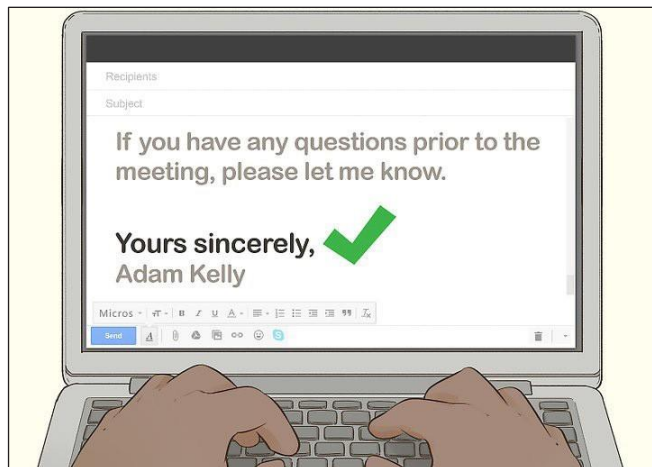 Recipients
Subject
If you have any questions prior to the
meeting, please let me know.
Yours sincerely,
Adam Kelly
Micros
Send